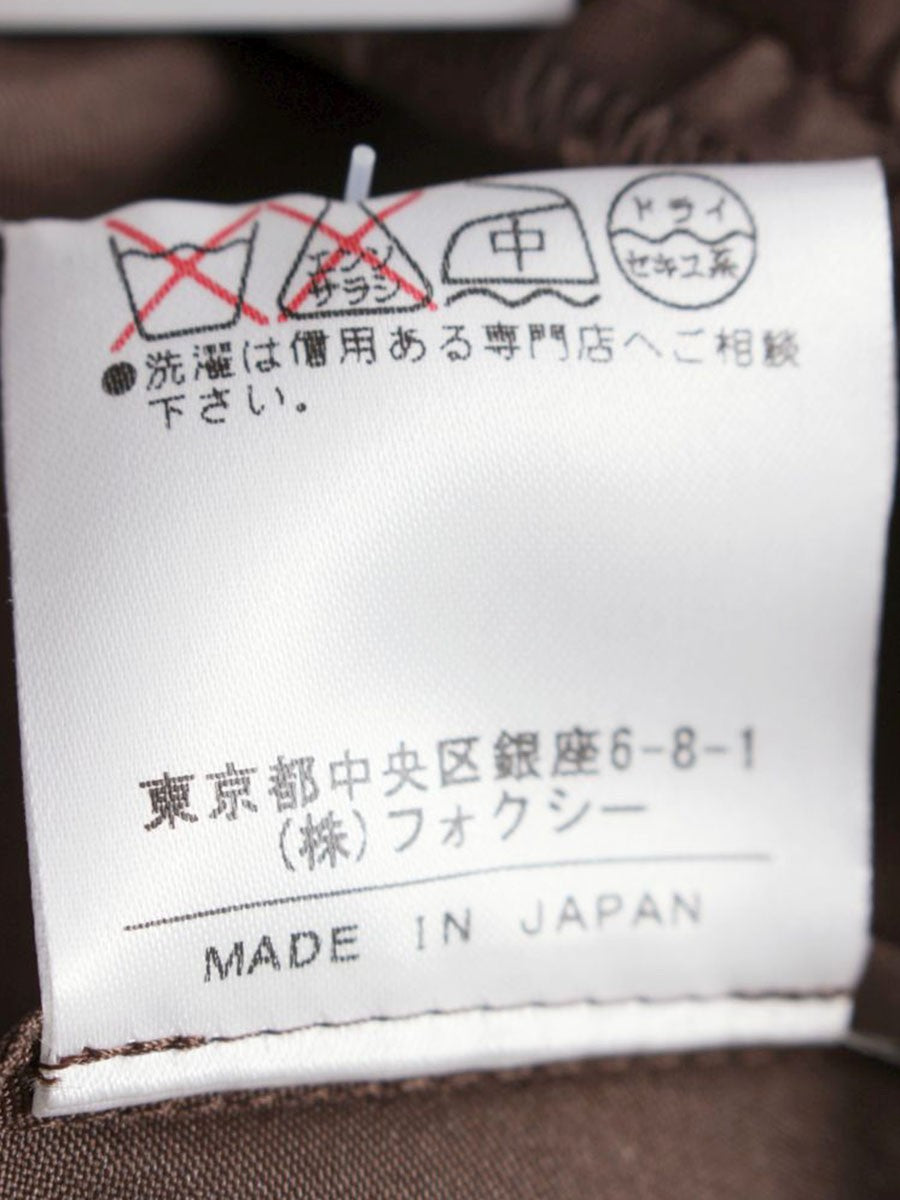 エンソ
サラシ
中
ドライ
セキユ系
●洗濯は信用ある専門店へご相談
下さい。
東京都中央区銀座6-8-1
(株)フォクシー
MADE IN JAPAN